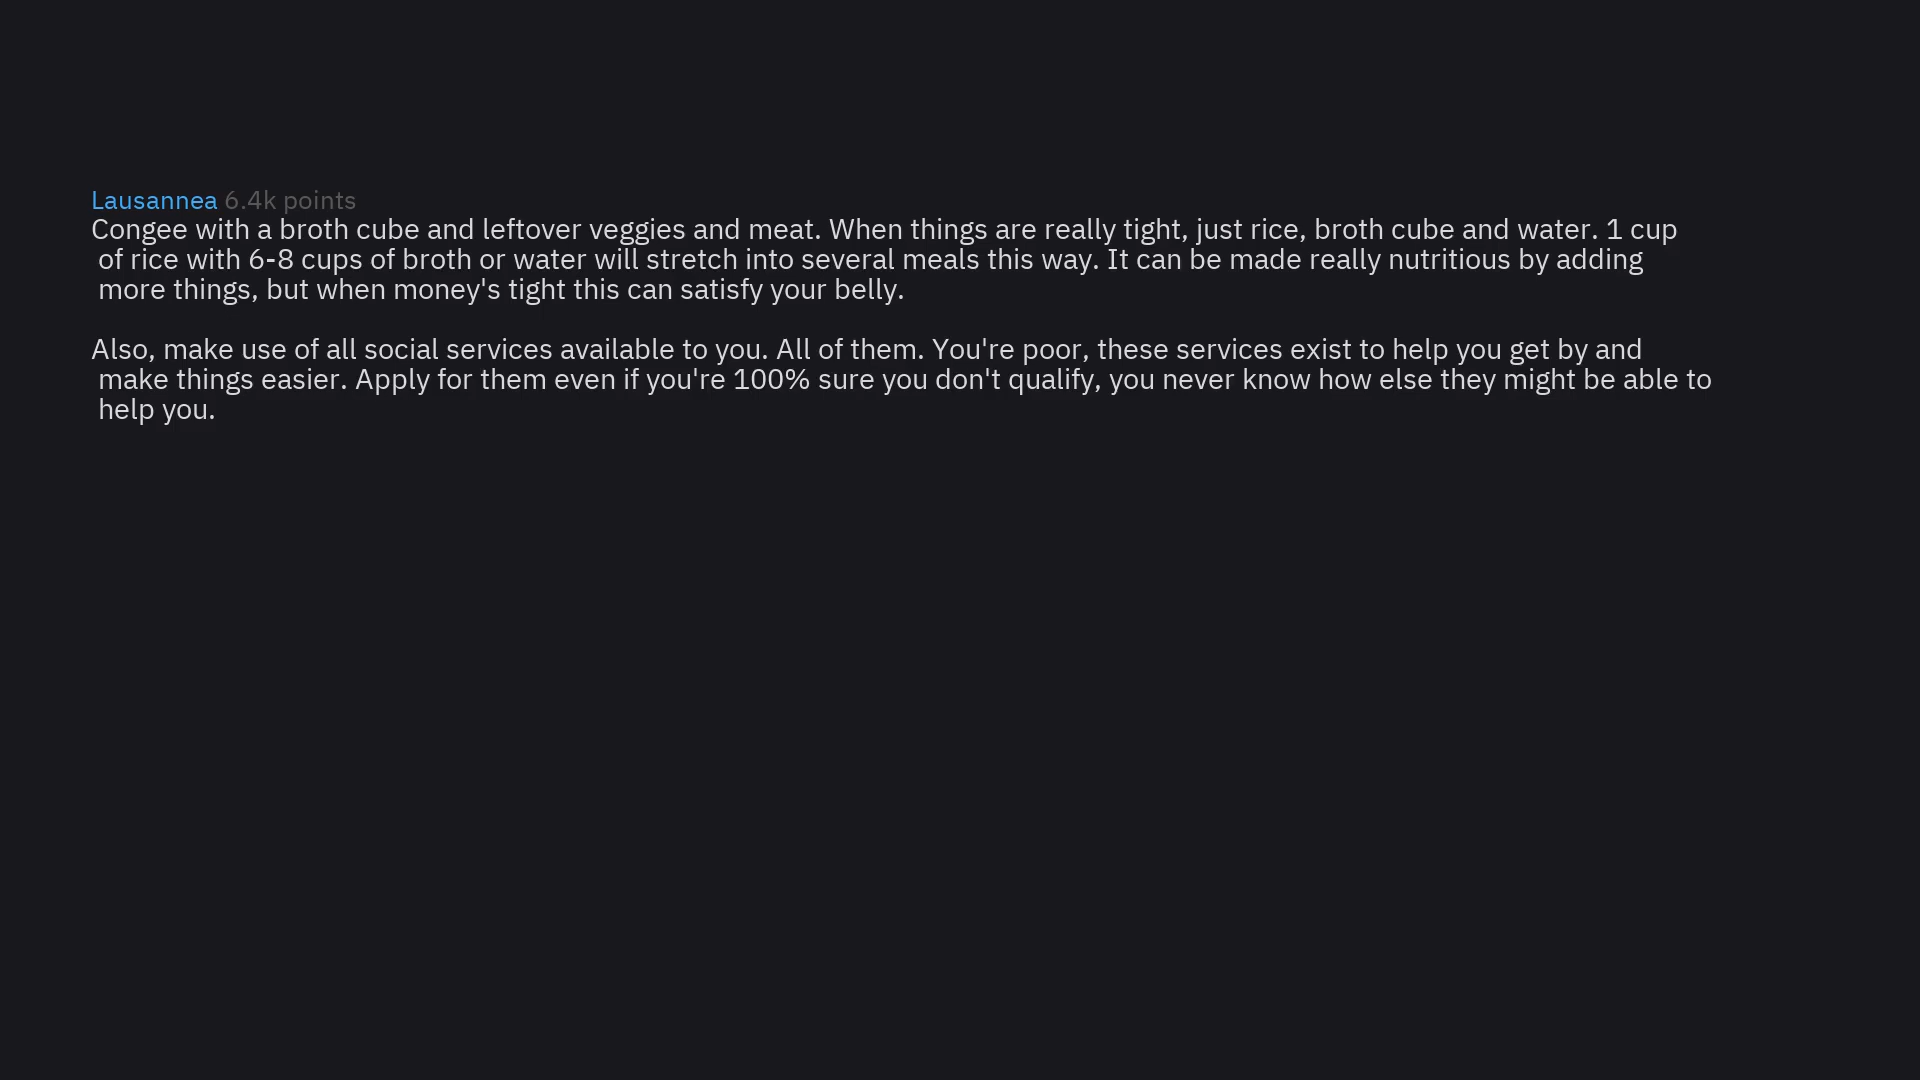 Lausannea 6.4k points
Congee with a broth cube and leftover veggies and meat. When things are really tight, just rice, broth cube and water. 1 cup
of rice with 6-8 cups of broth or water will stretch into several meals this way. It can be made really nutritious by adding
more things, but when money's tight this can satisfy your belly.
Also, make use of all social services available to you. All of them. You're poor, these services exist to help you get by and
make things easier. Apply for them even if you're 100% sure you don't qualify, you never know how else they might be able to
help you.